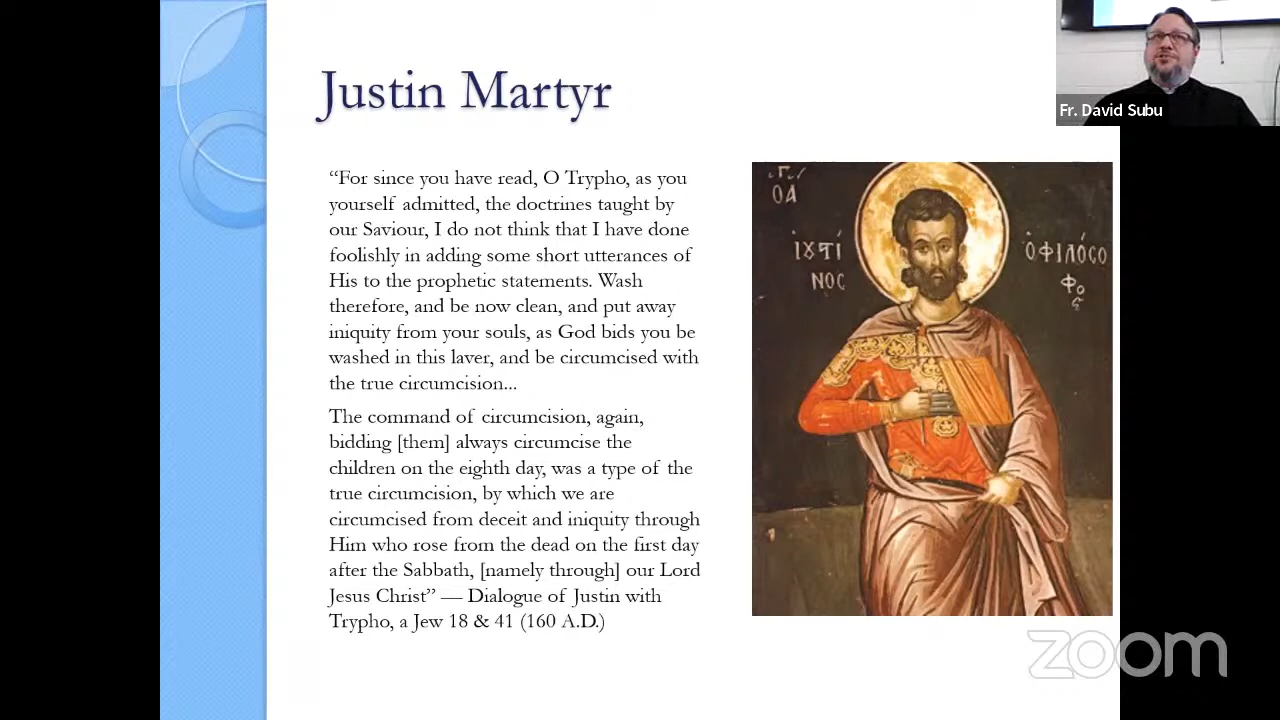 Justin Martyr
“For since you have read, O Trypho, as you
yourself admitted, the doctrines taught by
our Saviour, I do not think that I have done
foolishly in adding some short utterances of
His to the prophetic statements. Wash
therefore, and be now clean, and put away
iniquity from your souls, as God bids you be
washed in this laver, and be circumcised with
the true circumcision...
The command of circumcision, again,
bidding [them] always circumcise the
children on the eighth day, was a type of the
true circumcision, by which we are
circumcised from deceit and iniquity through
Him who rose from the dead on the first day
after the Sabbath, [namely through] our Lord
Jesus Christ” — Dialogue of Justin with
Trypho, a Jew 18 & 41 (160 A.D.)
ΟΑ
ἰȣστί
νος
ὁφιλόσο
φος
Fr. David Subu
zoom